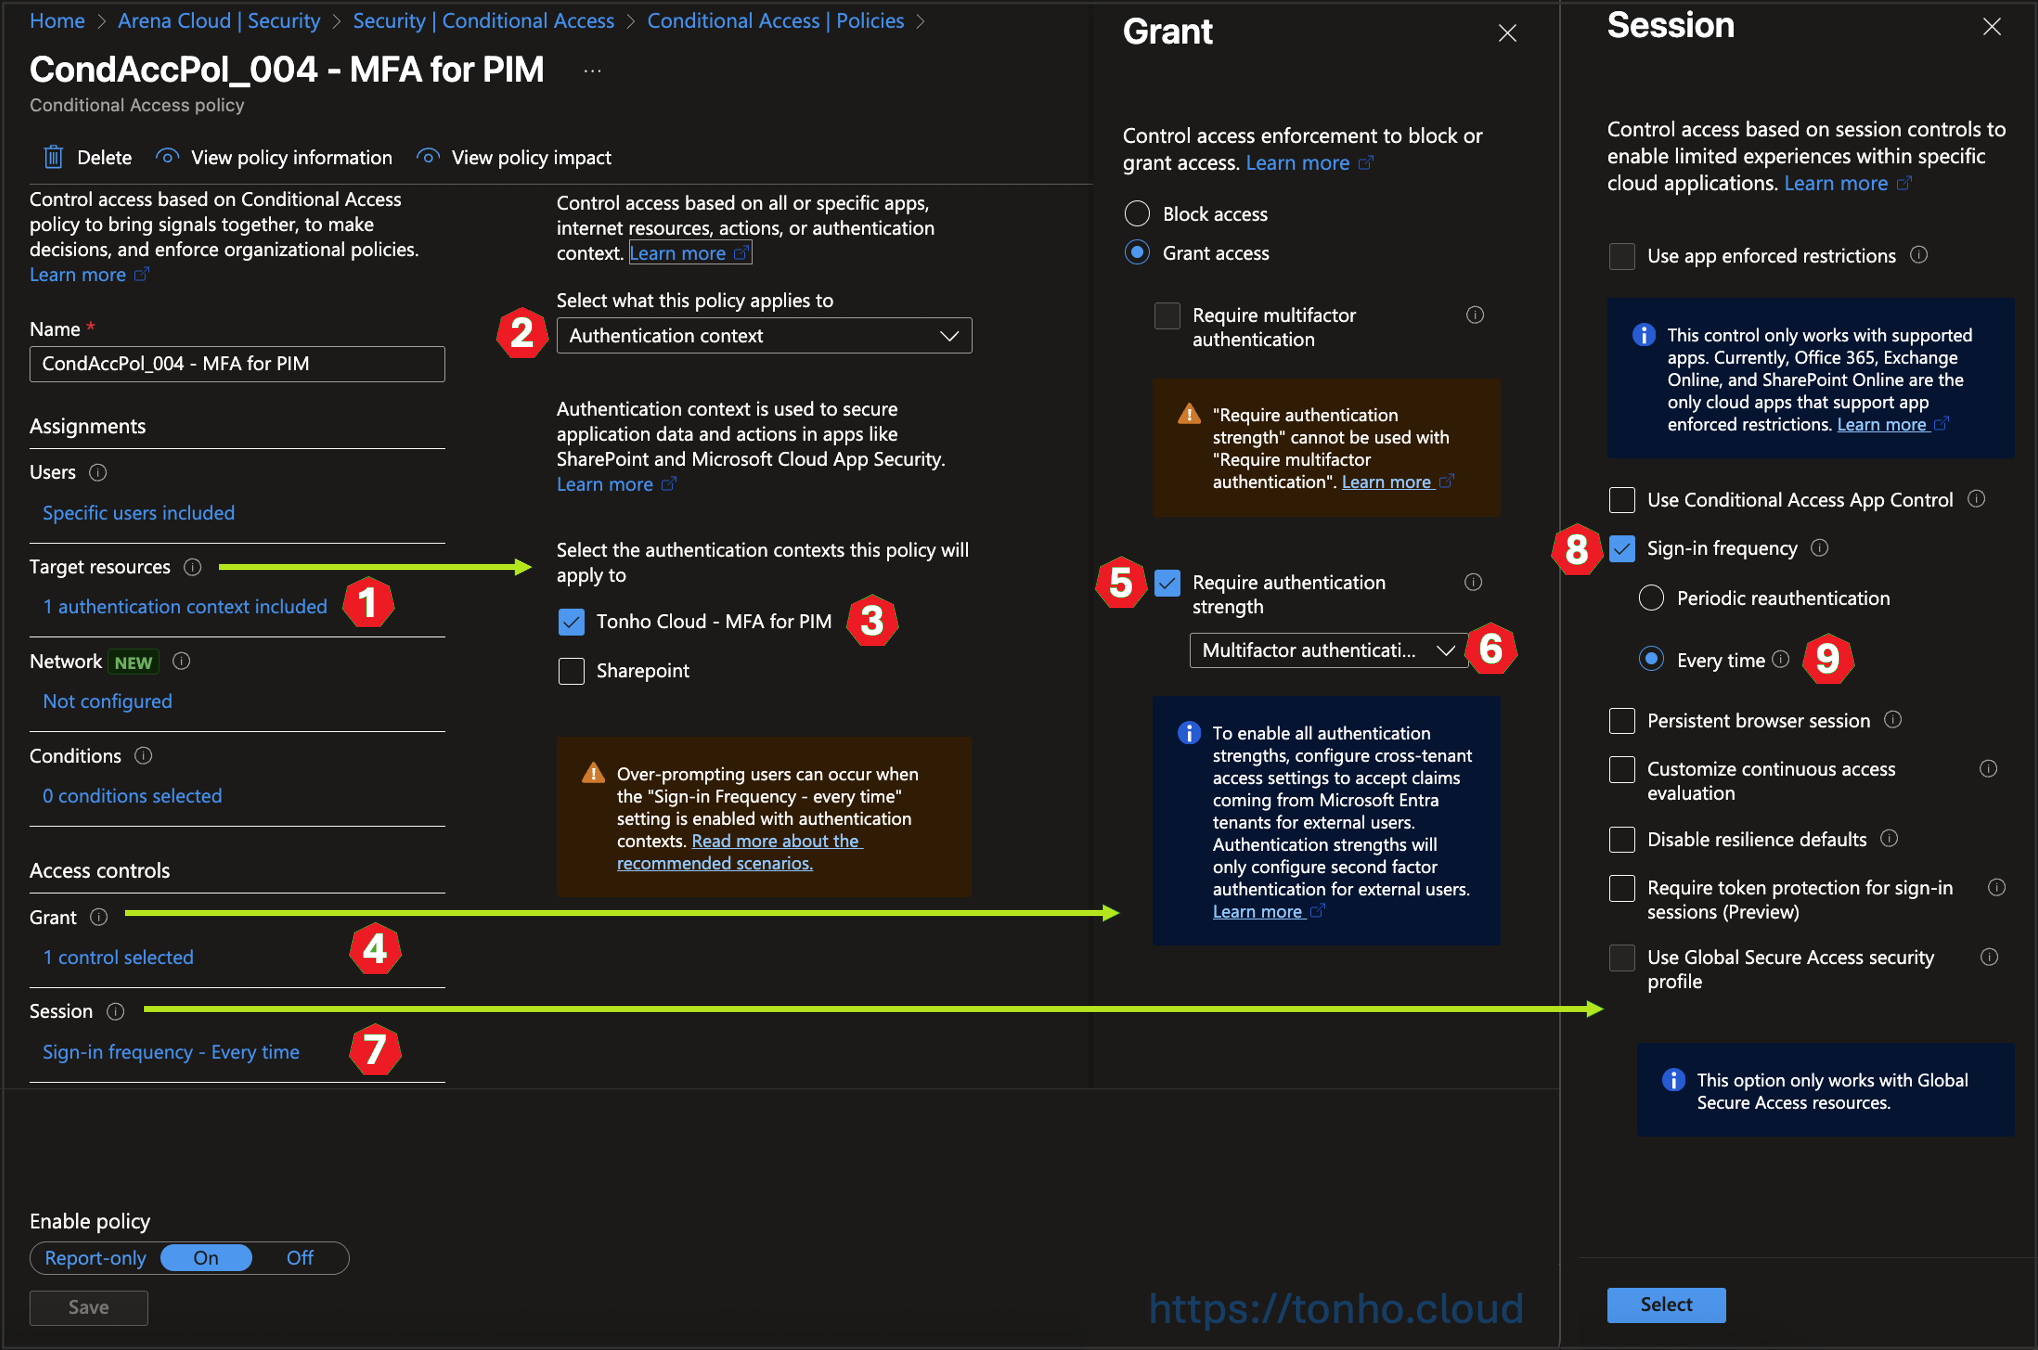 Home > Arena Cloud | Security > Security | Conditional Access > Conditional Access | Policies >
CondAccPol_004 - MFA for PIM ...
Conditional Access policy
Delete View policy information View policy impact
Control access based on Conditional Access
policy to bring signals together, to make
decisions, and enforce organizational policies.
Learn more
Name *
CondAccPol_004 - MFA for PIM
Assignments
Users
Specific users included
Target resources
1 authentication context included
1
Network NEW
Not configured
Conditions
0 conditions selected
Access controls
Grant
1 control selected
4
Session
Sign-in frequency - Every time
7
Enable policy
Report-only On Off
Save
Control access based on all or specific apps,
internet resources, actions, or authentication
context. Learn more
Select what this policy applies to
2
Authentication context
Authentication context is used to secure
application data and actions in apps like
SharePoint and Microsoft Cloud App Security.
Learn more
Select the authentication contexts this policy will
apply to
Tonho Cloud - MFA for PIM
3
Sharepoint
Over-prompting users can occur when
the "Sign-in Frequency - every time"
setting is enabled with authentication
contexts. Read more about the
recommended scenarios.
Grant
Control access enforcement to block or
grant access. Learn more
Block access
Grant access
Require multifactor
authentication
"Require authentication
strength" cannot be used with
"Require multifactor
authentication". Learn more
5
Require authentication
strength
Multifactor authenticati...
6
To enable all authentication
strengths, configure cross-tenant
access settings to accept claims
coming from Microsoft Entra
tenants for external users.
Authentication strengths will
only configure second factor
authentication for external users.
Learn more
https://tonho.cloud
Session
Control access based on session controls to
enable limited experiences within specific
cloud applications. Learn more
Use app enforced restrictions
This control only works with supported
apps. Currently, Office 365, Exchange
Online, and SharePoint Online are the
only cloud apps that support app
enforced restrictions. Learn more
Use Conditional Access App Control
8
Sign-in frequency
Periodic reauthentication
Every time
9
Persistent browser session
Customize continuous access
evaluation
Disable resilience defaults
Require token protection for sign-in
sessions (Preview)
Use Global Secure Access security
profile
This option only works with Global
Secure Access resources.
Select